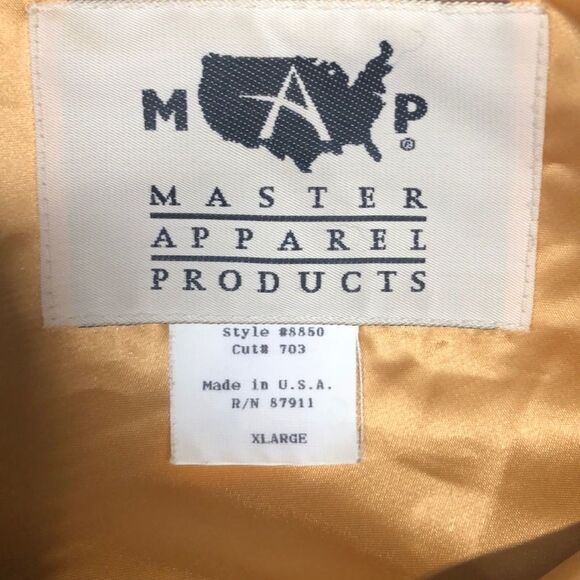 MAP®
MASTER
APPAREL
PRODUCTS
Style #8850
Cut# 703
Made in U.S.A.
R/N 87911
XLARGE